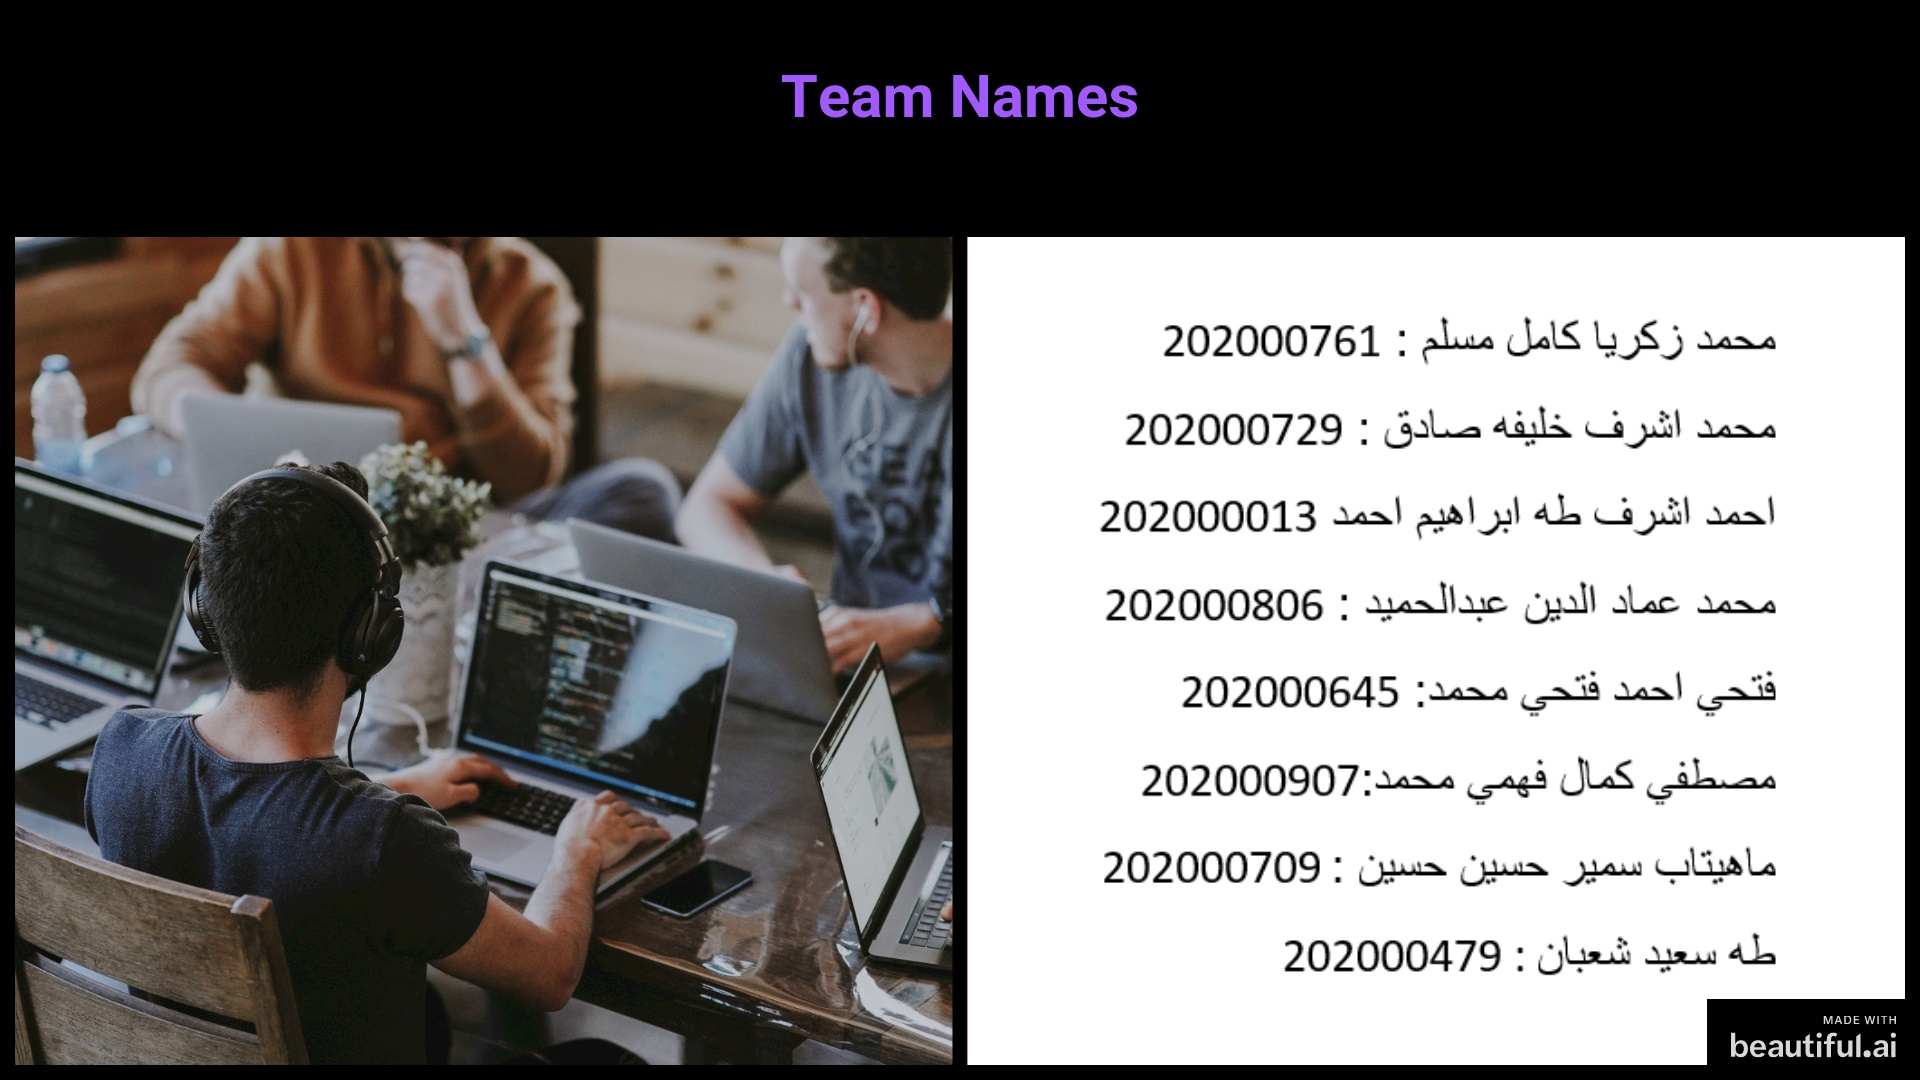 Team Names
محمد زكريا كامل مسلم : 202000761
محمد اشرف خليفه صادق : 202000729
احمد اشرف طه ابراهيم احمد 202000013
محمد عماد الدين عبدالحميد : 202000806
فتحي احمد فتحي محمد: 202000645
مصطفي كمال فهمي محمد:202000907
ماهيتاب سمير حسين حسين : 202000709
طه سعيد شعبان : 202000479
MADE WITH
beautiful.ai